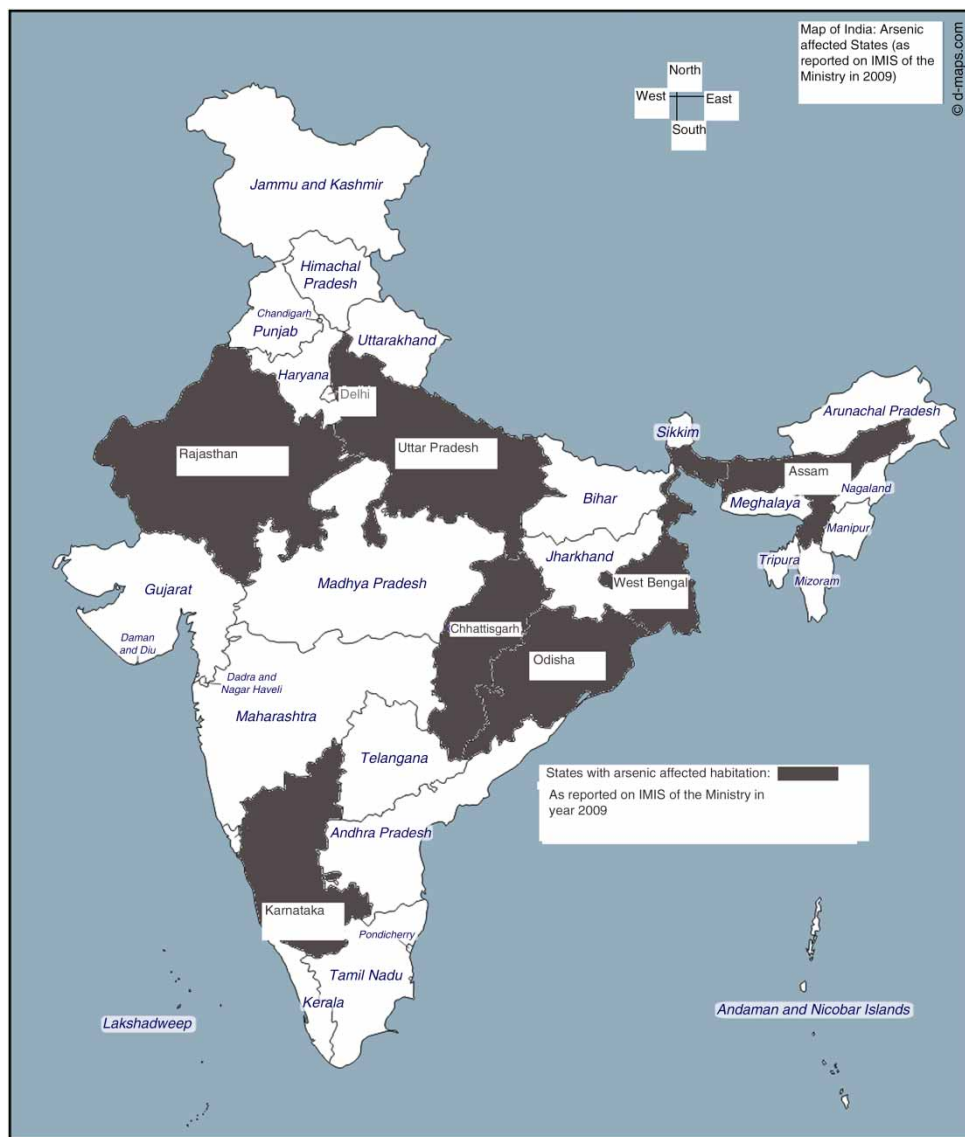 Map of India: Arsenic
affected States (as
reported on IMIS of the
Ministry in 2009)
© d-maps.com
North
West
East
South
Jammu and Kashmir
Himachal
Pradesh
Chandigarh
Punjab
Uttarakhand
Haryana
Delhi
Arunachal Pradesh
Sikkim
Rajasthan
Uttar Pradesh
Assam
Nagaland
Meghalaya
Bihar
Manipur
Jharkhand
Tripura
Mizoram
Gujarat
Madhya Pradesh
West Bengal
Chhattisgarh
Daman
and Diu
Odisha
Dadra and
Nagar Haveli
Maharashtra
Telangana
States with arsenic affected habitation:
As reported on IMIS of the Ministry in
year 2009
Andhra Pradesh
Karnataka
Pondicherry
Tamil Nadu
Kerala
Lakshadweep
Andaman and Nicobar Islands